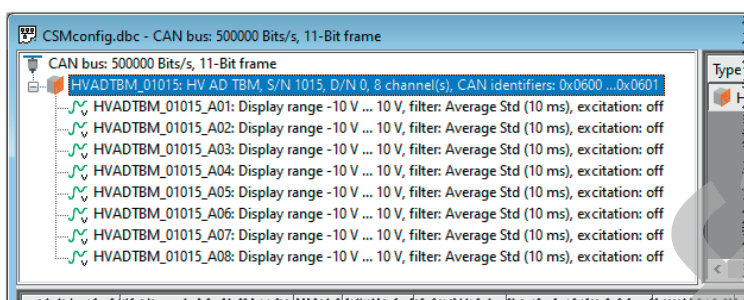 CSMconfig.dbc - CAN bus: 500000 Bits/s, 11-Bit frame
CAN bus: 500000 Bits/s, 11-Bit frame
HVADTBM_01015: HV AD TBM, S/N 1015, D/N 0, 8 channel(s), CAN identifiers: 0x0600 ...0x0601
HVADTBM_01015_A01: Display range -10 V ... 10 V, filter: Average Std (10 ms), excitation: off
HVADTBM_01015_A02: Display range -10 V ... 10 V, filter: Average Std (10 ms), excitation: off
HVADTBM_01015_A03: Display range -10 V ... 10 V, filter: Average Std (10 ms), excitation: off
HVADTBM_01015_A04: Display range -10 V ... 10 V, filter: Average Std (10 ms), excitation: off
HVADTBM_01015_A05: Display range -10 V ... 10 V, filter: Average Std (10 ms), excitation: off
HVADTBM_01015_A06: Display range -10 V ... 10 V, filter: Average Std (10 ms), excitation: off
HVADTBM_01015_A07: Display range -10 V ... 10 V, filter: Average Std (10 ms), excitation: off
HVADTBM_01015_A08: Display range -10 V ... 10 V, filter: Average Std (10 ms), excitation: off
Type